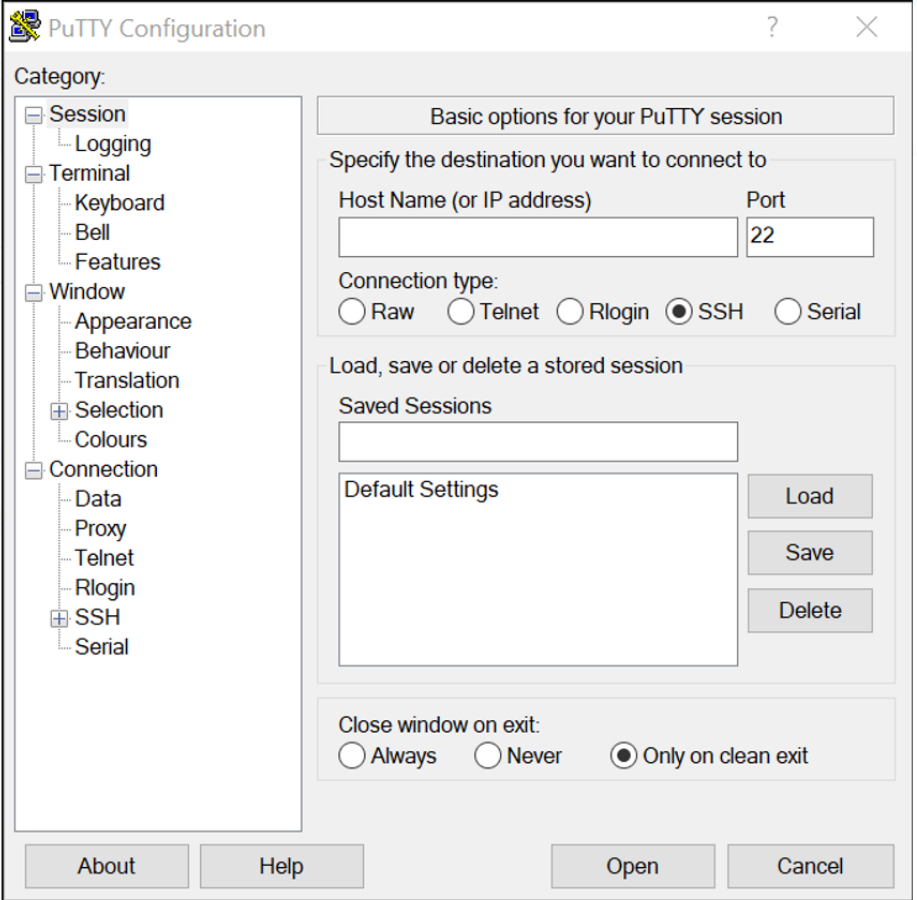 PuTTY Configuration
Category:
Session
Logging
Terminal
Keyboard
Bell
Features
Window
Appearance
Behaviour
Translation
Selection
Colours
Connection
Data
Proxy
Telnet
Rlogin
SSH
Serial
Basic options for your PuTTY session
Specify the destination you want to connect to
Host Name (or IP address) Port
22
Connection type:
Raw Telnet Rlogin SSH Serial
Load, save or delete a stored session
Saved Sessions
Default Settings
Load
Save
Delete
Close window on exit:
Always Never Only on clean exit
About Help Open Cancel